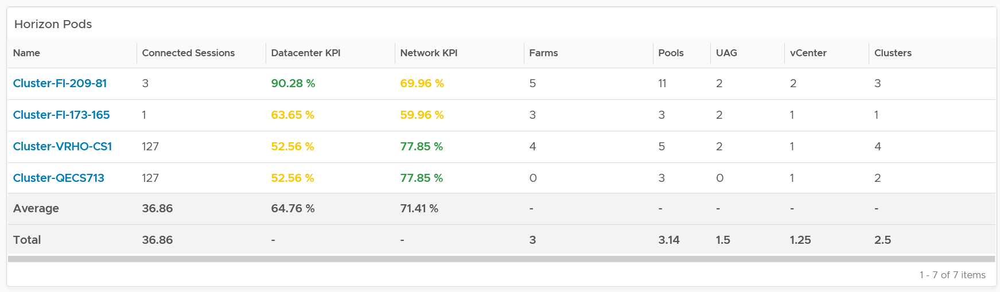 Horizon Pods
Name Connected Sessions Datacenter KPI Network KPI Farms Pools UAG vCenter Clusters
Cluster-FI-209-81 3 90.28 % 69.96 % 5 11 2 2 3
Cluster-FI-173-165 1 63.65 % 59.96 % 3 3 2 1 1
Cluster-VRHO-CS1 127 52.56 % 77.85 % 4 5 2 1 4
Cluster-QECS713 127 52.56 % 77.85 % 0 3 0 1 2
Average 36.86 64.76 % 71.41 % - - - - -
Total 36.86 - - 3 3.14 1.5 1.25 2.5
1 - 7 of 7 items